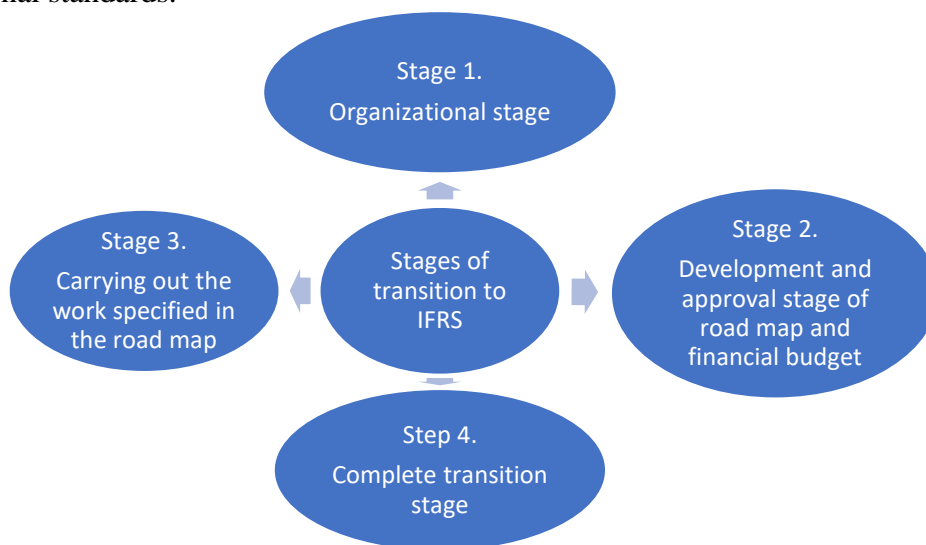 Stage 1.
Organizational stage
Stage 3.
Carrying out the
work specified in
the road map
Stages of
transition to
IFRS
Stage 2.
Development and
approval stage of
road map and
financial budget
Step 4.
Complete transition
stage